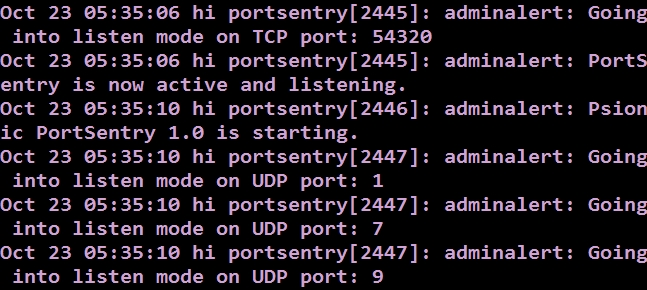 Oct 23 05:35:06 hi portsentry[2445]: adminalert: Going
 into listen mode on TCP port: 54320
Oct 23 05:35:06 hi portsentry[2445]: adminalert: PortS
entry is now active and listening.
Oct 23 05:35:10 hi portsentry[2446]: adminalert: Psion
ic PortSentry 1.0 is starting.
Oct 23 05:35:10 hi portsentry[2447]: adminalert: Going
 into listen mode on UDP port: 1
Oct 23 05:35:10 hi portsentry[2447]: adminalert: Going
 into listen mode on UDP port: 7
Oct 23 05:35:10 hi portsentry[2447]: adminalert: Going
 into listen mode on UDP port: 9